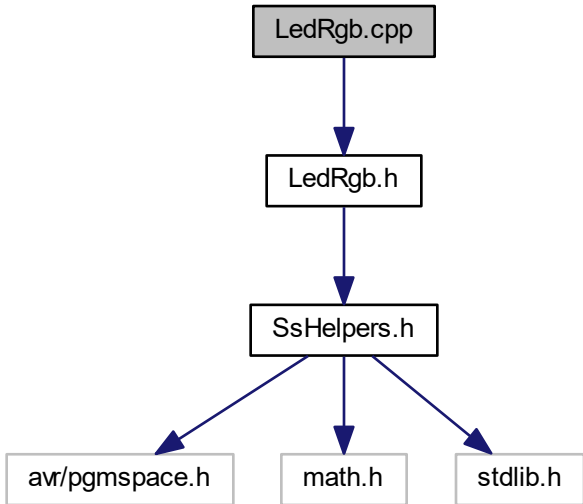 LedRgb.cpp
LedRgb.h
SsHelpers.h
avr/pgmspace.h
math.h
stdlib.h